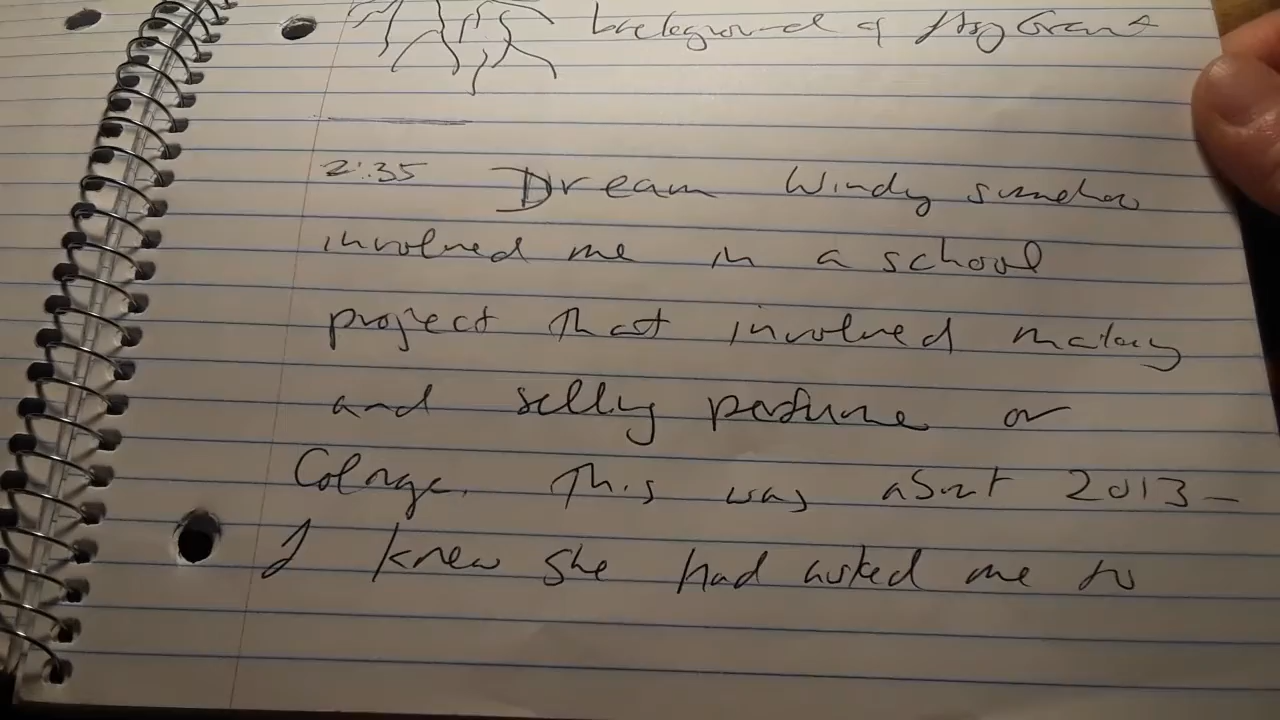 background of
2:35 Dream Windy somehow
involved me in a school
project that involved making
and selling perfume or
Cologne. This was about 2013-
I knew she had asked me to